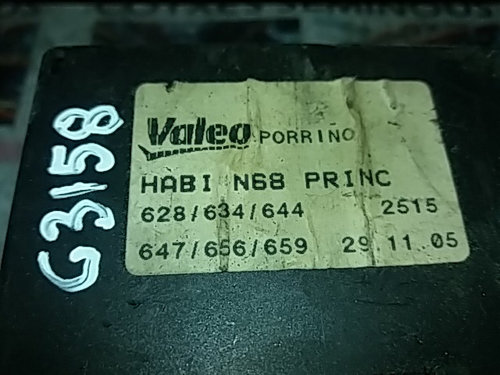 G3158
Valeo PORRINO
HABI N68 PRINC
628/634/644 2515
647/656/659 29 11.05